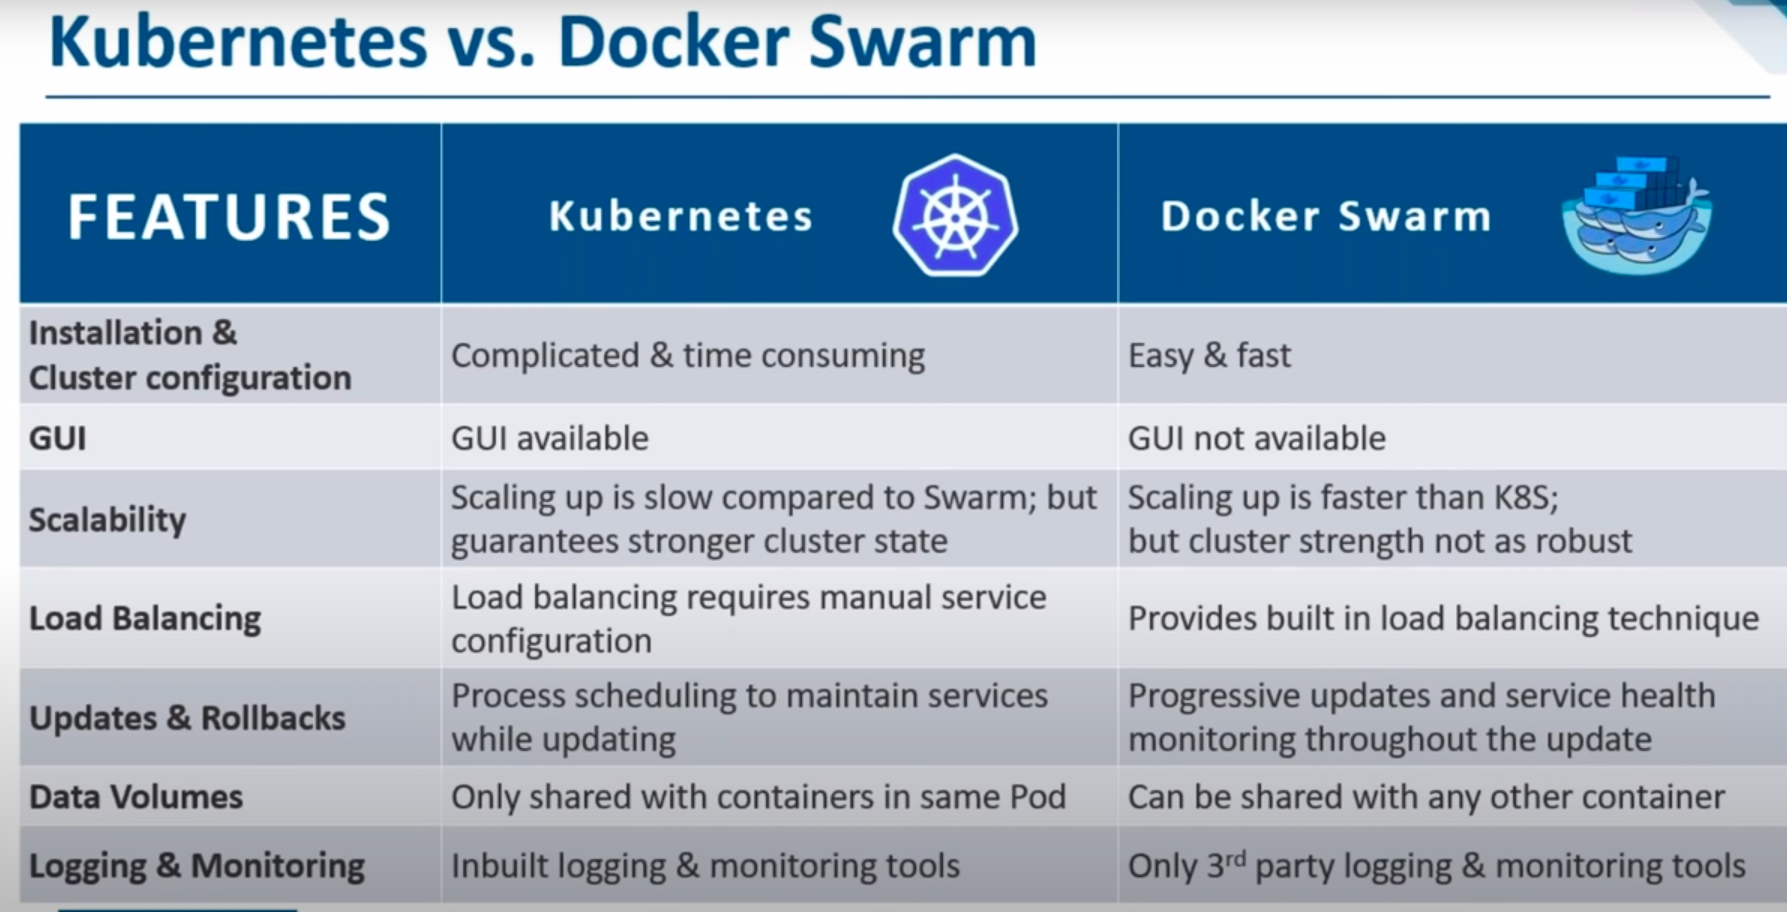 Kubernetes vs. Docker Swarm
FEATURES
Kubernetes
Docker Swarm
Installation &
Cluster configuration
Complicated & time consuming
Easy & fast
GUI
GUI available
GUI not available
Scalability
Scaling up is slow compared to Swarm; but
guarantees stronger cluster state
Scaling up is faster than K8S;
but cluster strength not as robust
Load Balancing
Load balancing requires manual service
configuration
Provides built in load balancing technique
Updates & Rollbacks
Process scheduling to maintain services
while updating
Progressive updates and service health
monitoring throughout the update
Data Volumes
Only shared with containers in same Pod
Can be shared with any other container
Logging & Monitoring
Inbuilt logging & monitoring tools
Only 3rd party logging & monitoring tools